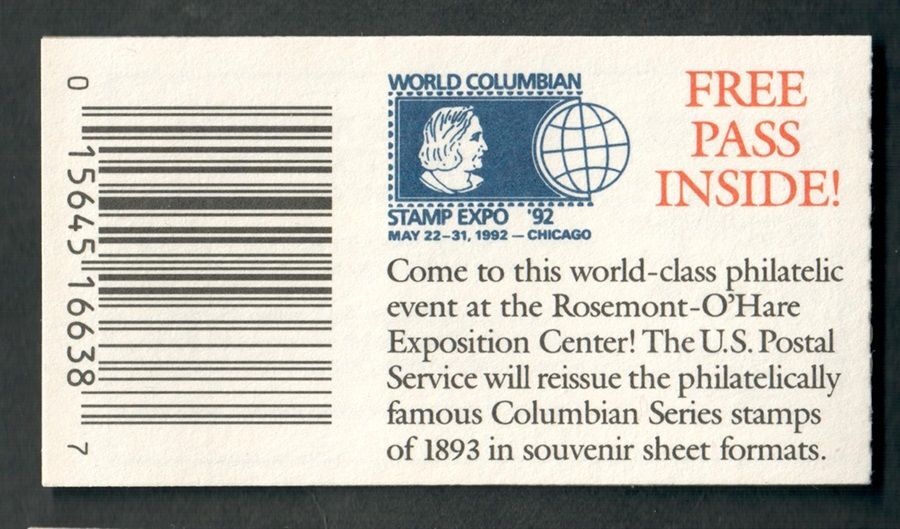 0 15645 16638 7
WORLD COLUMBIAN
STAMP EXPO '92
MAY 22-31, 1992 — CHICAGO
FREE
PASS
INSIDE!
Come to this world-class philatelic
event at the Rosemont-O'Hare
Exposition Center! The U.S. Postal
Service will reissue the philatelically
famous Columbian Series stamps
of 1893 in souvenir sheet formats.